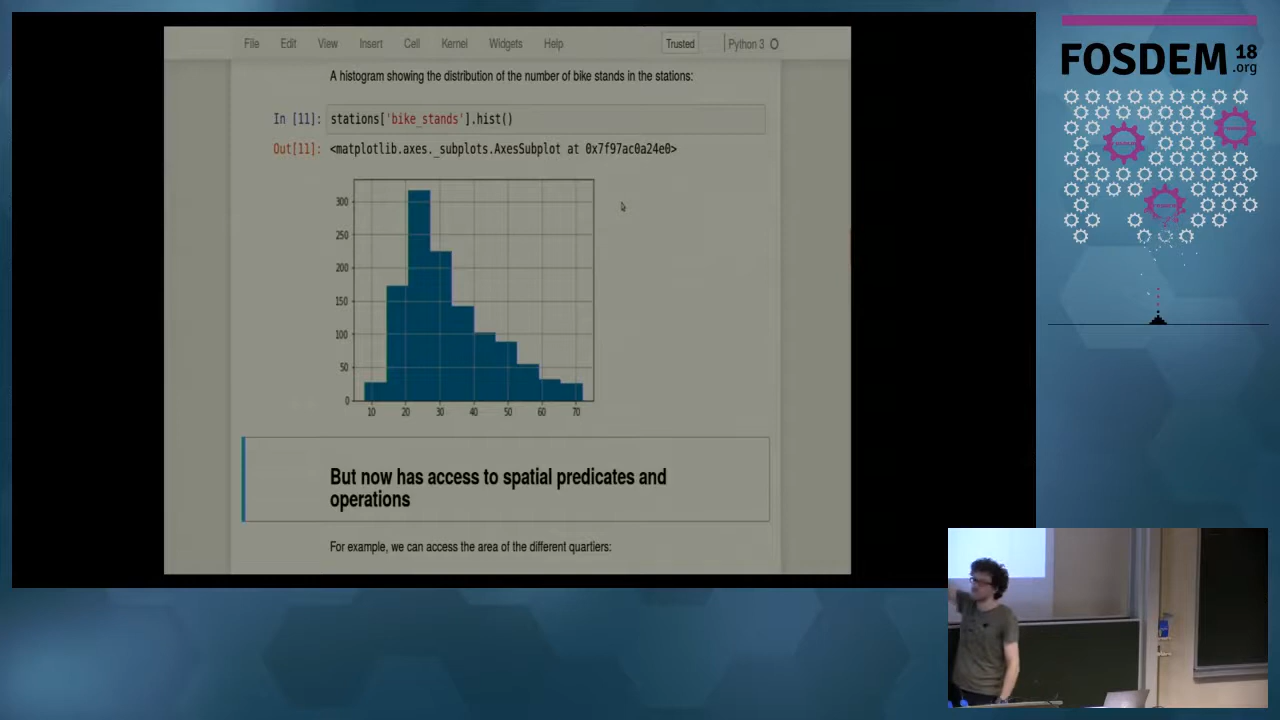 File Edit View Insert Cell Kernel Widgets Help Trusted Python 3
A histogram showing the distribution of the number of bike stands in the stations:
In [11]: stations['bike_stands'].hist()
Out[11]: <matplotlib.axes._subplots.AxesSubplot at 0x7f97ac0a24e0>
300
250
200
150
100
50
0
10 20 30 40 50 60 70
But now has access to spatial predicates and
operations
For example, we can access the area of the different quartiers:
FOSDEM 18
.org